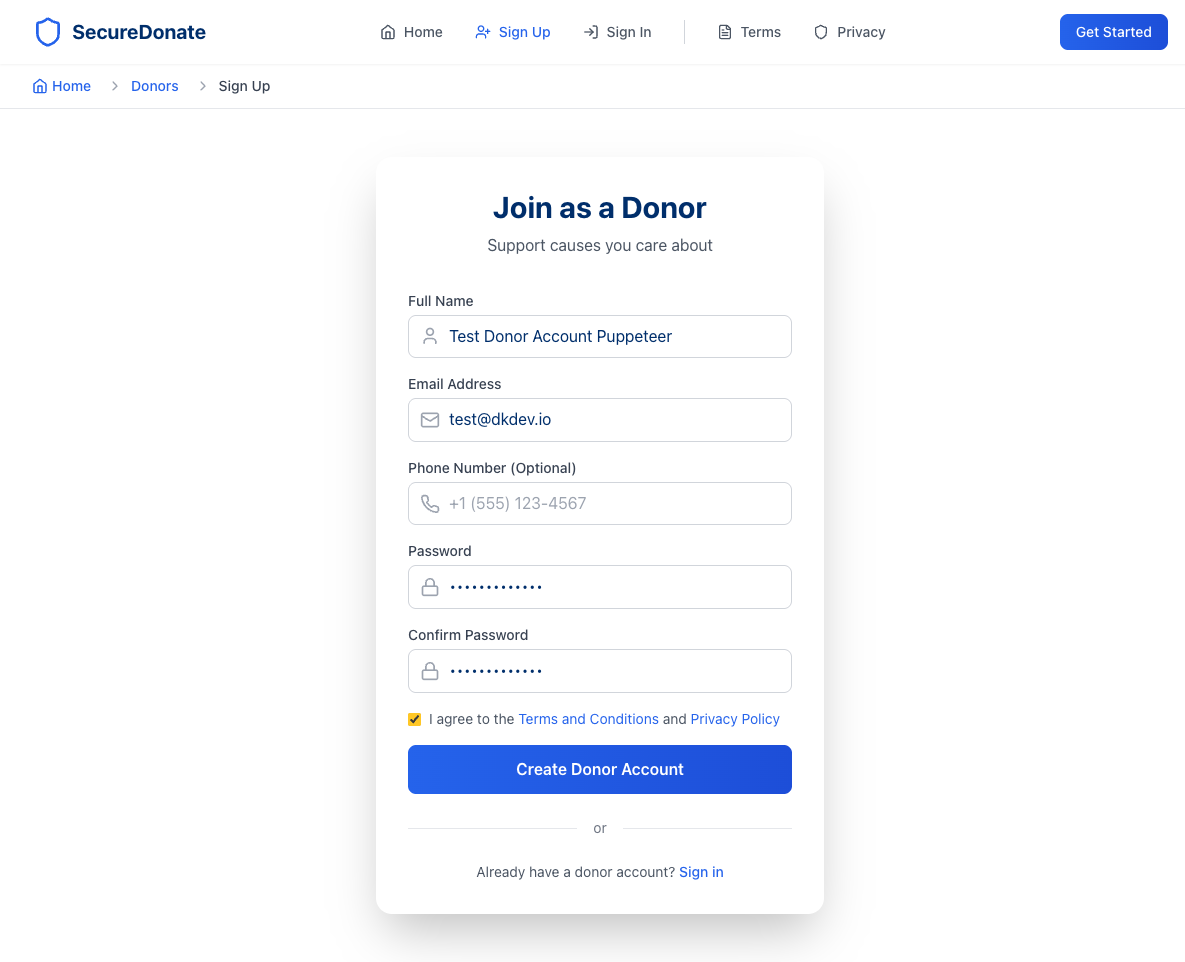 SecureDonate
Home
Sign Up
Sign In
Terms
Privacy
Get Started
Home
Donors
Sign Up
Join as a Donor
Support causes you care about
Full Name
Test Donor Account Puppeteer
Email Address
test@dkdev.io
Phone Number (Optional)
+1 (555) 123-4567
Password
•••••••••••••
Confirm Password
•••••••••••••
I agree to the Terms and Conditions and Privacy Policy
Create Donor Account
or
Already have a donor account? Sign in